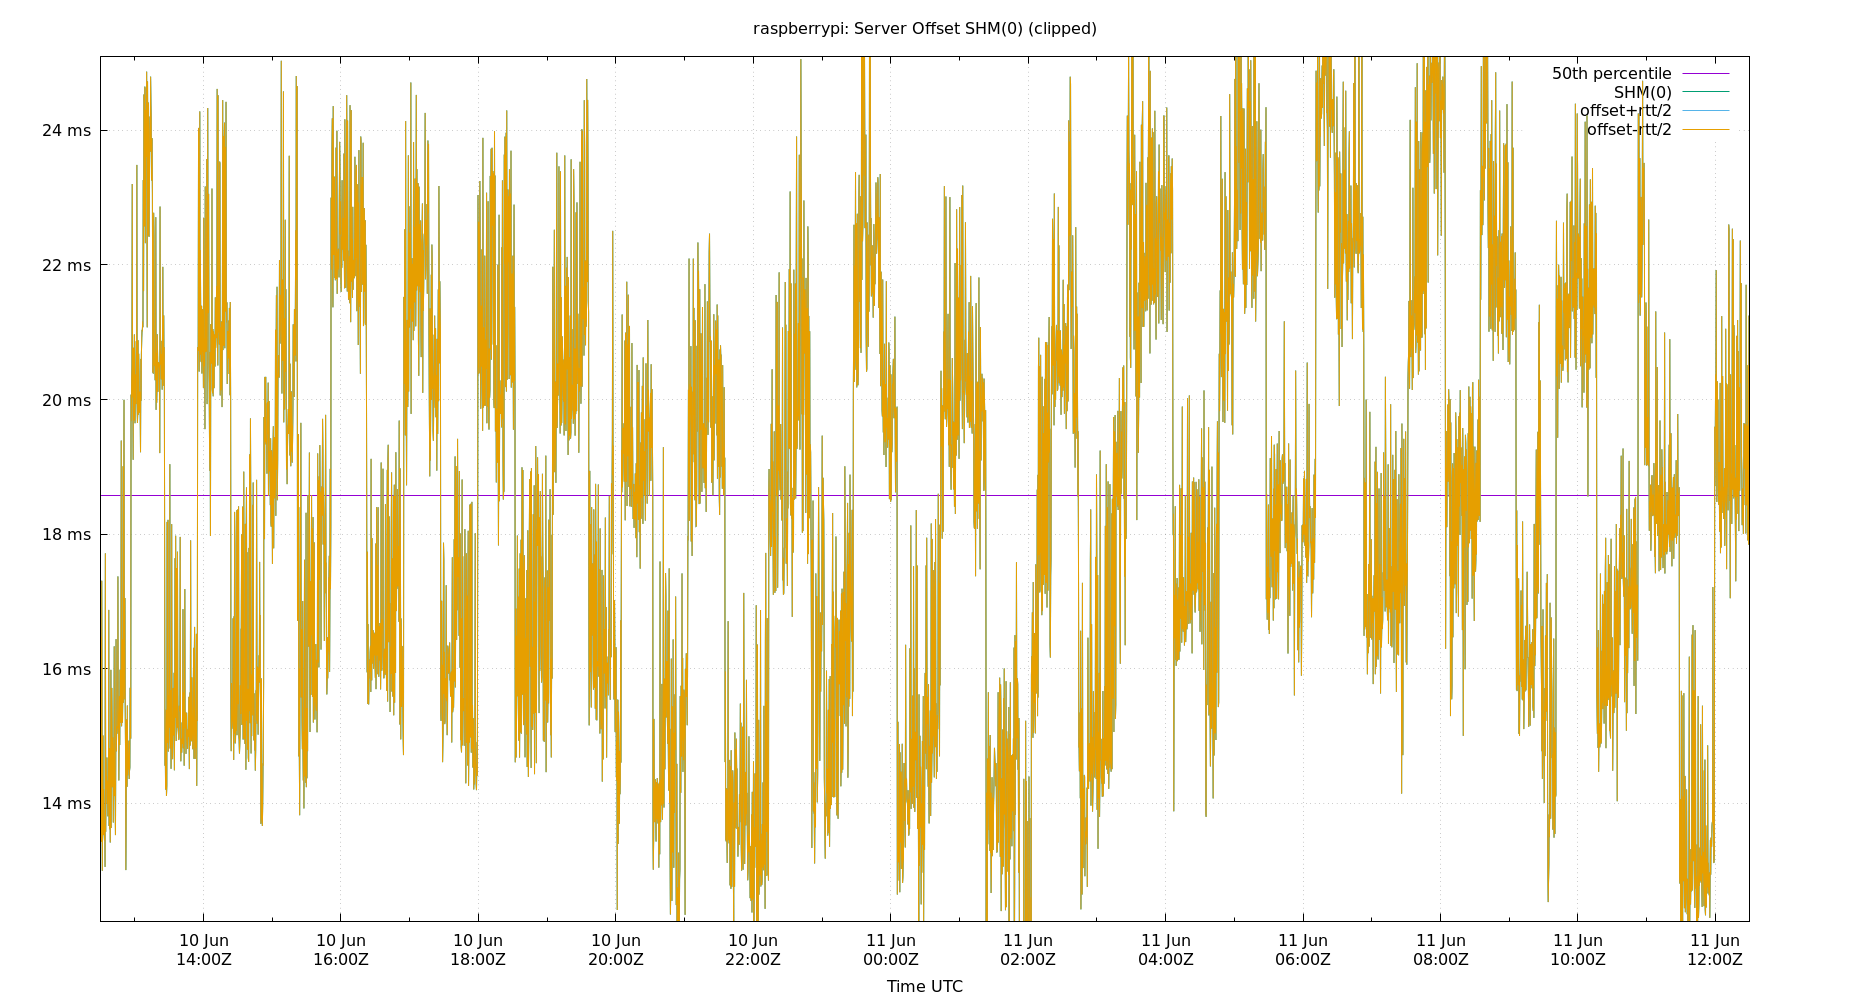 raspberrypi: Server Offset SHM(0) (clipped)
50th percentile
SHM(0)
offset+rtt/2
offset-rtt/2
24 ms
22 ms
20 ms
18 ms
16 ms
14 ms
10 Jun 10 Jun 10 Jun 10 Jun 10 Jun 11 Jun 11 Jun 11 Jun 11 Jun 11 Jun 11 Jun 11 Jun
14:00Z 16:00Z 18:00Z 20:00Z 22:00Z 00:00Z 02:00Z 04:00Z 06:00Z 08:00Z 10:00Z 12:00Z
Time UTC